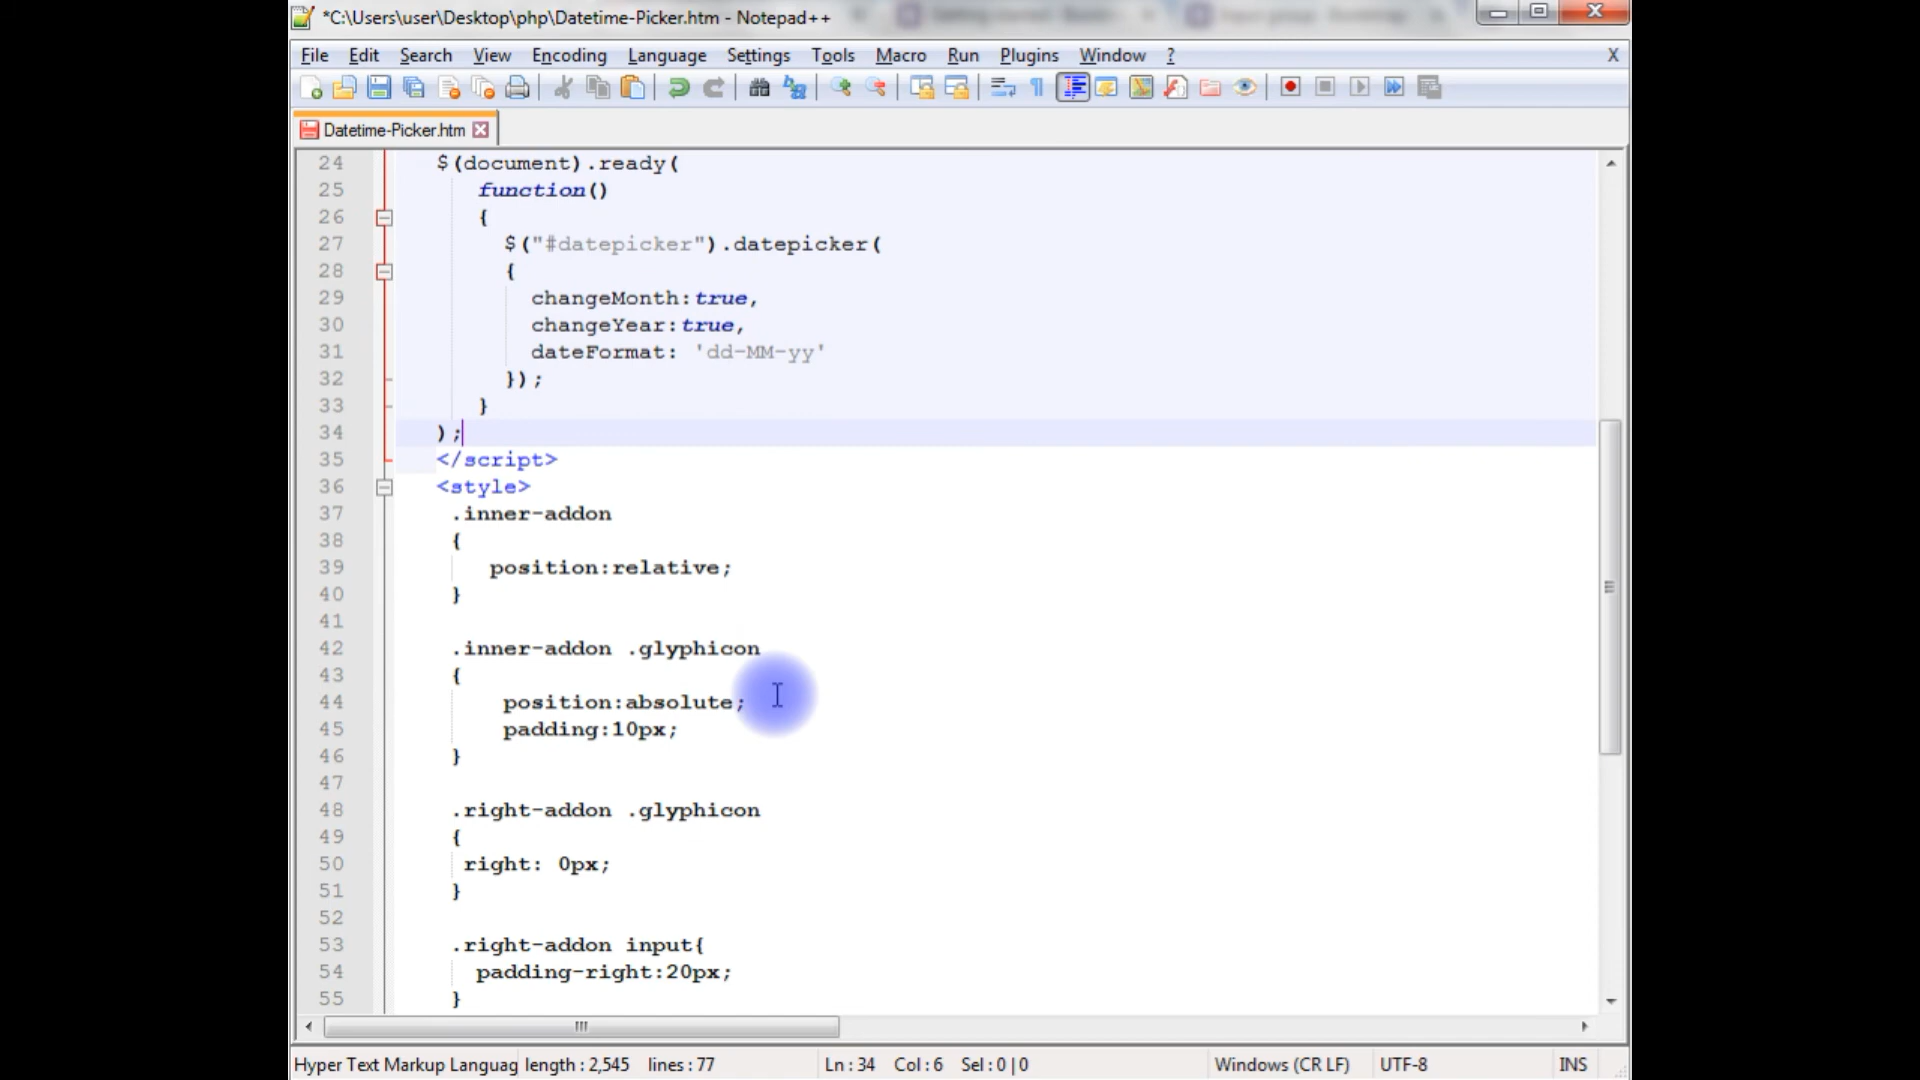 *C:\Users\user\Desktop\php\Datetime-Picker.htm - Notepad++
File Edit Search View Encoding Language Settings Tools Macro Run Plugins Window ? X
Datetime-Picker.htm
24 $(document).ready(
25 function()
26 {
27 $("#datepicker").datepicker(
28 {
29 changeMonth:true,
30 changeYear:true,
31 dateFormat: 'dd-MM-yy'
32 });
33 }
34 );
35 </script>
36 <style>
37 .inner-addon
38 {
39 position:relative;
40 }
41
42 .inner-addon .glyphicon
43 {
44 position:absolute;
45 padding:10px;
46 }
47
48 .right-addon .glyphicon
49 {
50 right: 0px;
51 }
52
53 .right-addon input{
54 padding-right:20px;
55 }
Hyper Text Markup Languag length : 2,545 lines : 77 Ln : 34 Col : 6 Sel : 0 | 0 Windows (CR LF) UTF-8 INS